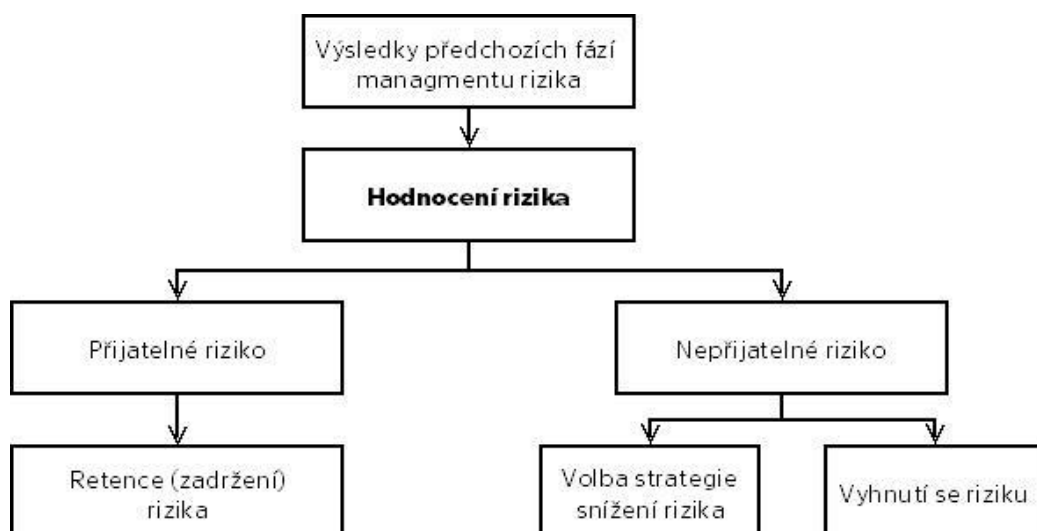 Výsledky předchozích fází
managmentu rizika
Hodnocení rizika
Přijatelné riziko
Nepřijatelné riziko
Retence (zadržení)
rizika
Volba strategie
snížení rizika
Vyhnutí se riziku